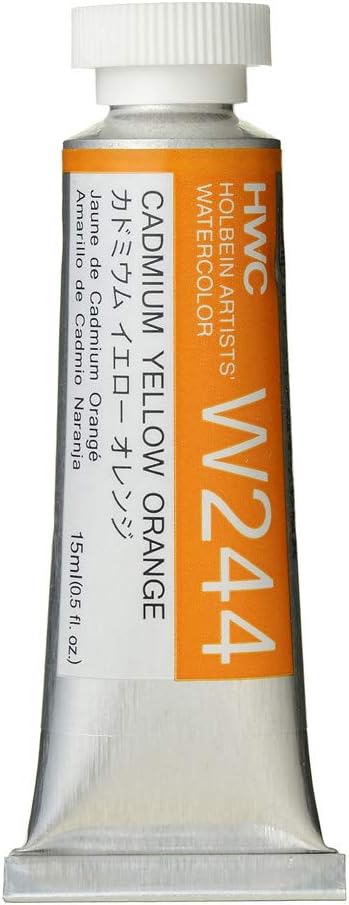 HWC
HOLBEIN ARTISTS'
WATERCOLOR
W244
CADMIUM YELLOW ORANGE
カドミウム イエロー オレンジ
Jaune de Cadmium Orangé
Amarillo de Cadmio Naranja
15ml(0.5 fl. oz.)